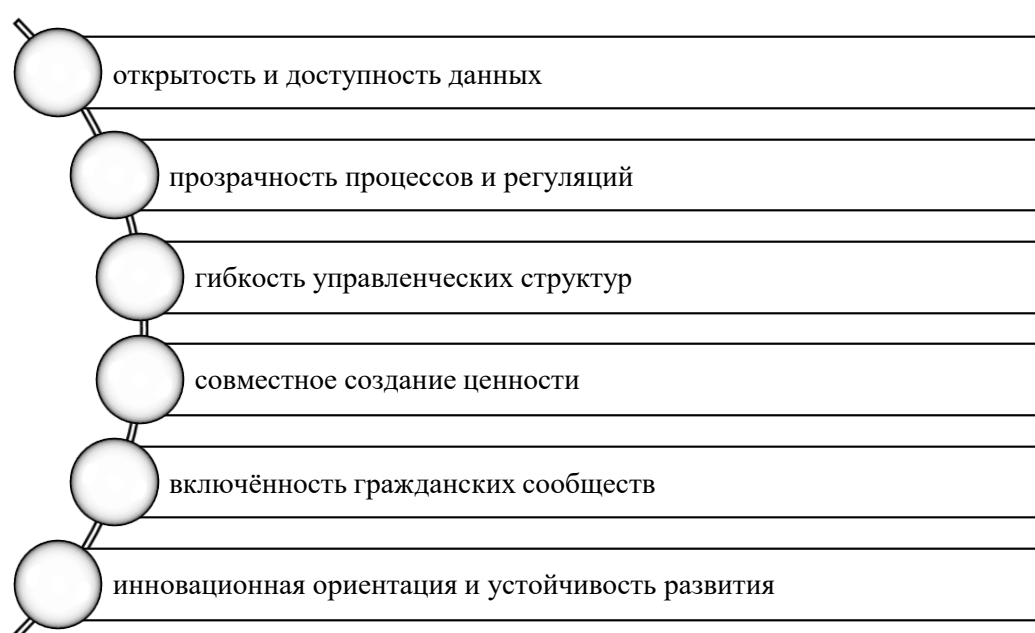 открытость и доступность данных
прозрачность процессов и регуляций
гибкость управленческих структур
совместное создание ценности
включённость гражданских сообществ
инновационная ориентация и устойчивость развития